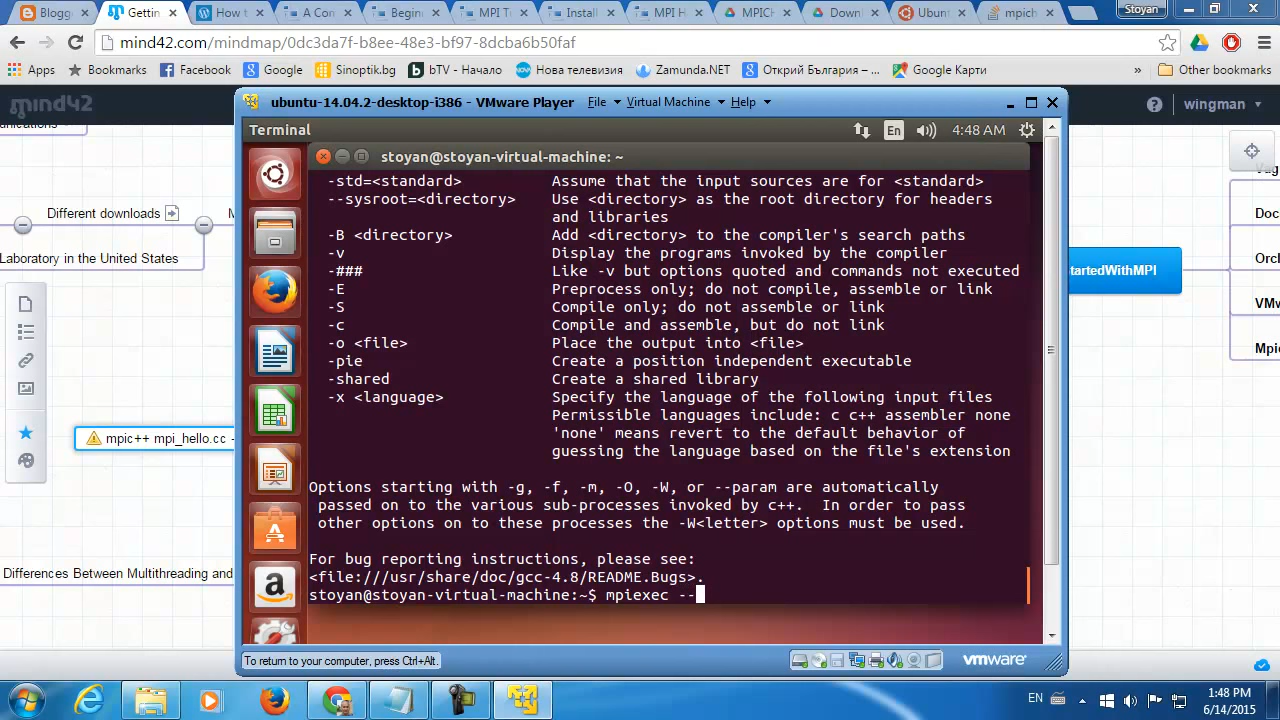 Blogg
Gettin
How t
A Con
Begin
MPI T
Install
MPI H
MPICH
Down
Ubunt
mpich
Stoyan
mind42.com/mindmap/0dc3da7f-b8ee-48e3-bf97-8dcba6b50faf
Apps
Bookmarks
Facebook
Google
Sinoptik.bg
bTV - Начало
Нова телевизия
Zamunda.NET
Открий България – ...
Google Карти
»
Other bookmarks
mind42
wingman
unications
Different downloads
M
Laboratory in the United States
mpic++ mpi_hello.cc -
Differences Between Multithreading and
ubuntu-14.04.2-desktop-i386 - VMware Player
File
Virtual Machine
Help
Terminal
En
4:48 AM
stoyan@stoyan-virtual-machine: ~
-std=<standard> Assume that the input sources are for <standard>
--sysroot=<directory> Use <directory> as the root directory for headers
and libraries
-B <directory> Add <directory> to the compiler's search paths
-v Display the programs invoked by the compiler
-### Like -v but options quoted and commands not executed
-E Preprocess only; do not compile, assemble or link
-S Compile only; do not assemble or link
-c Compile and assemble, but do not link
-o <file> Place the output into <file>
-pie Create a position independent executable
-shared Create a shared library
-x <language> Specify the language of the following input files
Permissible languages include: c c++ assembler none
'none' means revert to the default behavior of
guessing the language based on the file's extension
Options starting with -g, -f, -m, -O, -W, or --param are automatically
passed on to the various sub-processes invoked by c++. In order to pass
other options on to these processes the -W<letter> options must be used.
For bug reporting instructions, please see:
<file:///usr/share/doc/gcc-4.8/README.Bugs>.
stoyan@stoyan-virtual-machine:~$ mpiexec --
To return to your computer, press Ctrl+Alt.
vmware
Doc
Orcl
startedWithMPI
VMw
Mpic
EN
1:48 PM
6/14/2015